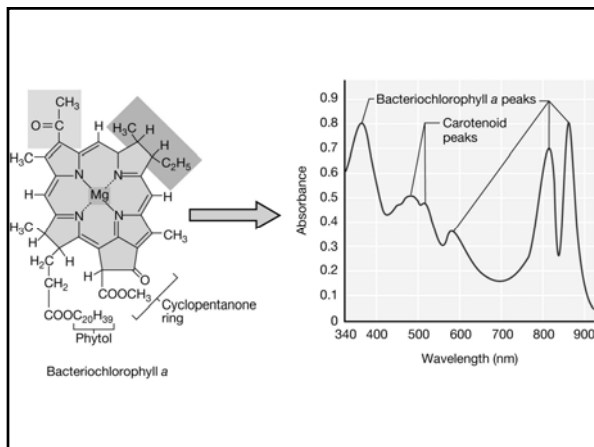 CH₃
O=C
H
H₃C
H
H
H₃C
C₂H₅
N
N
Mg
H
H
N
N
H₃C
CH₃
H
H₂C
H
O
CH₂
COOCH₃
COOC₂₀H₃₉
Phytol
Cyclopentanone
ring
Bacteriochlorophyll a
Bacteriochlorophyll a peaks
Carotenoid
peaks
Absorbance
0.9
0.8
0.7
0.6
0.5
0.4
0.3
0.2
0.1
0
340 400 500 600 700 800 900
Wavelength (nm)